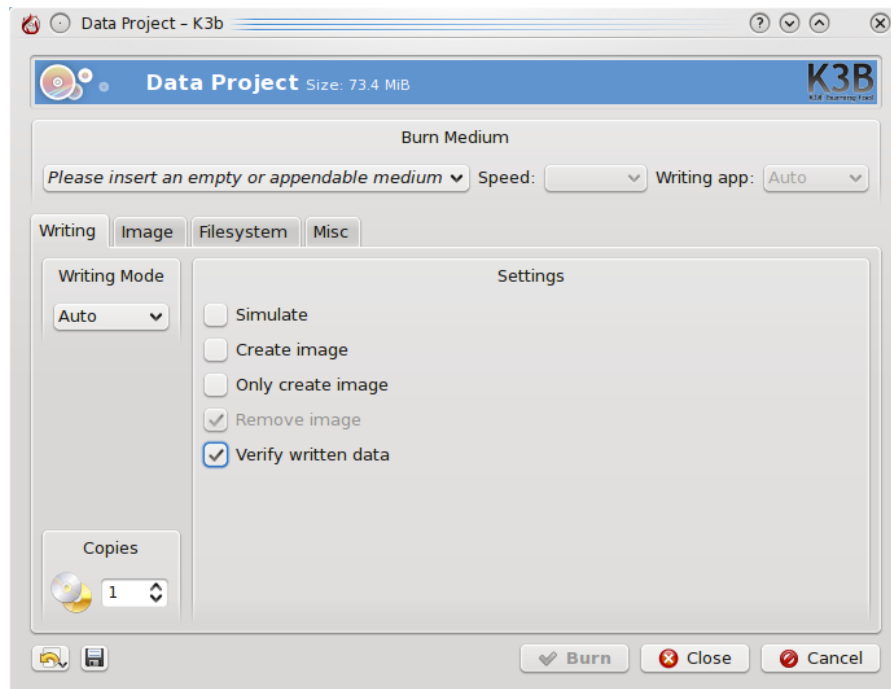 Data Project – K3b
Data Project Size: 73.4 MiB
K3B
Burn Medium
Please insert an empty or appendable medium Speed: Writing app: Auto
Writing Image Filesystem Misc
Writing Mode
Auto
Settings
Simulate
Create image
Only create image
Remove image
Verify written data
Copies
1
Burn Close Cancel